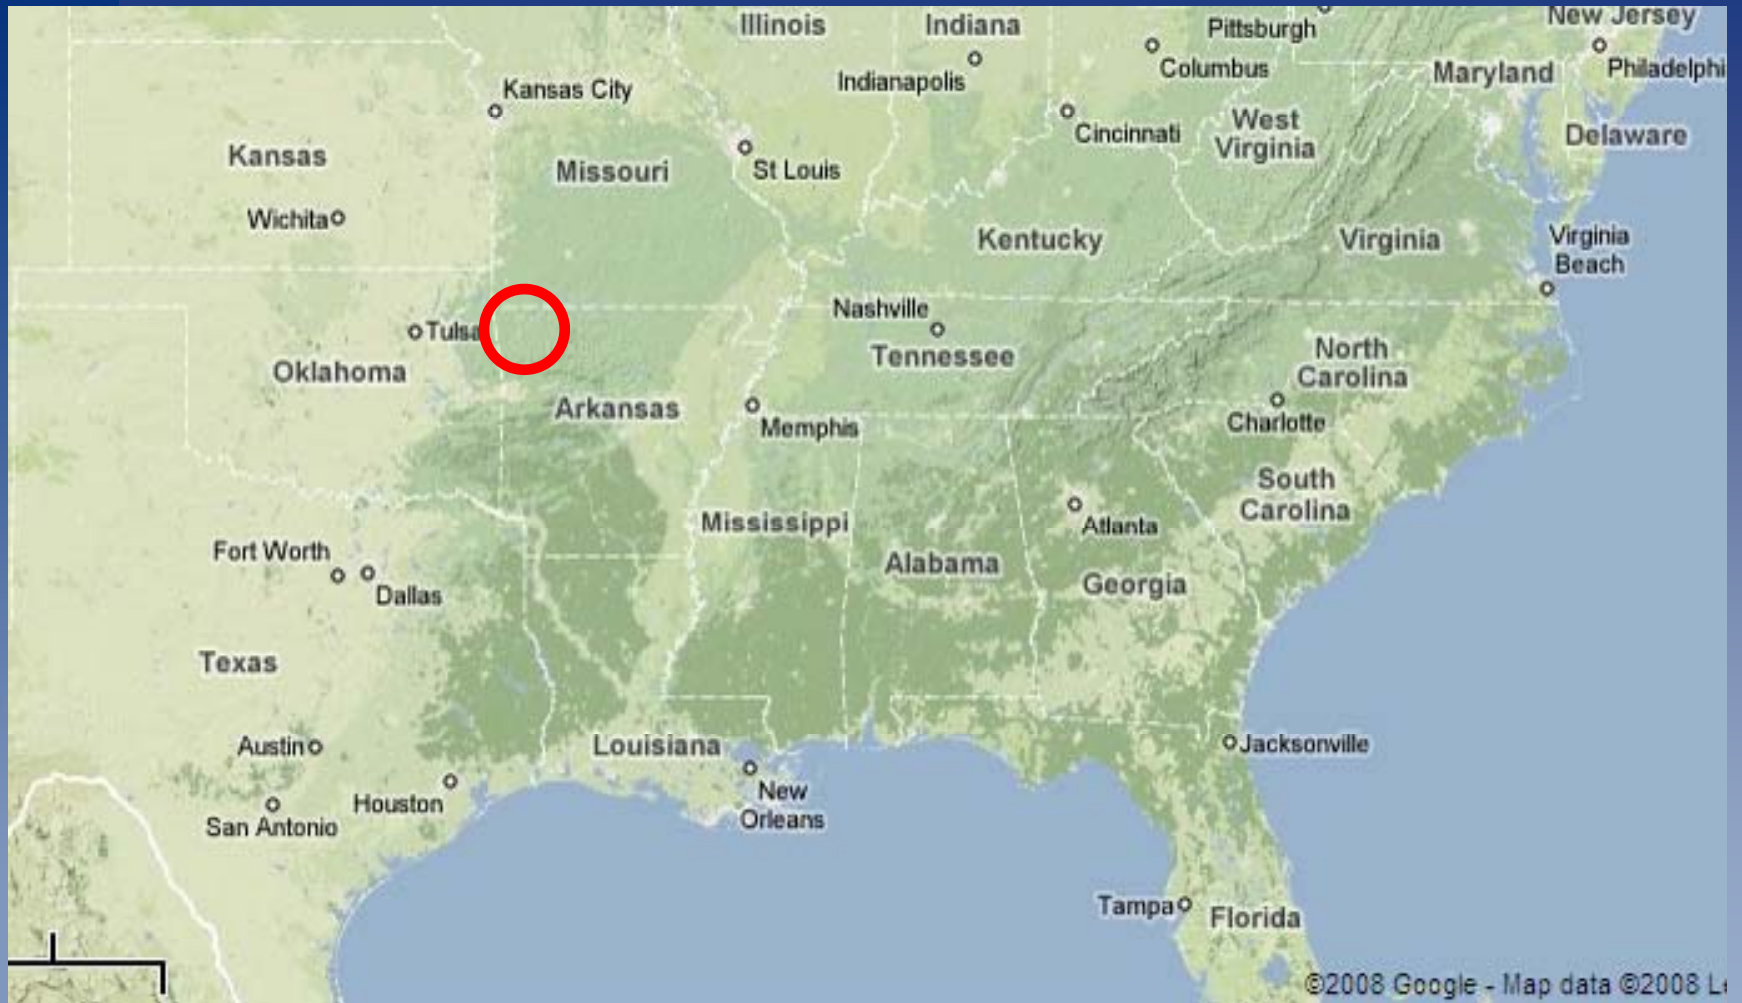 Illinois
Indiana
Pittsburgh
New Jersey
Columbus
Philadelphi
Indianapolis
Maryland
Kansas City
Cincinnati
West
Virginia
Delaware
Kansas
Missouri
St Louis
Wichita
Kentucky
Virginia
Virginia
Beach
Nashville
Tulsa
Tennessee
North
Carolina
Oklahoma
Arkansas
Memphis
Charlotte
South
Carolina
Mississippi
Atlanta
Fort Worth
Dallas
Alabama
Georgia
Texas
Austin
Louisiana
Jacksonville
Houston
New
Orleans
San Antonio
Tampa
Florida
©2008 Google - Map data ©2008 L